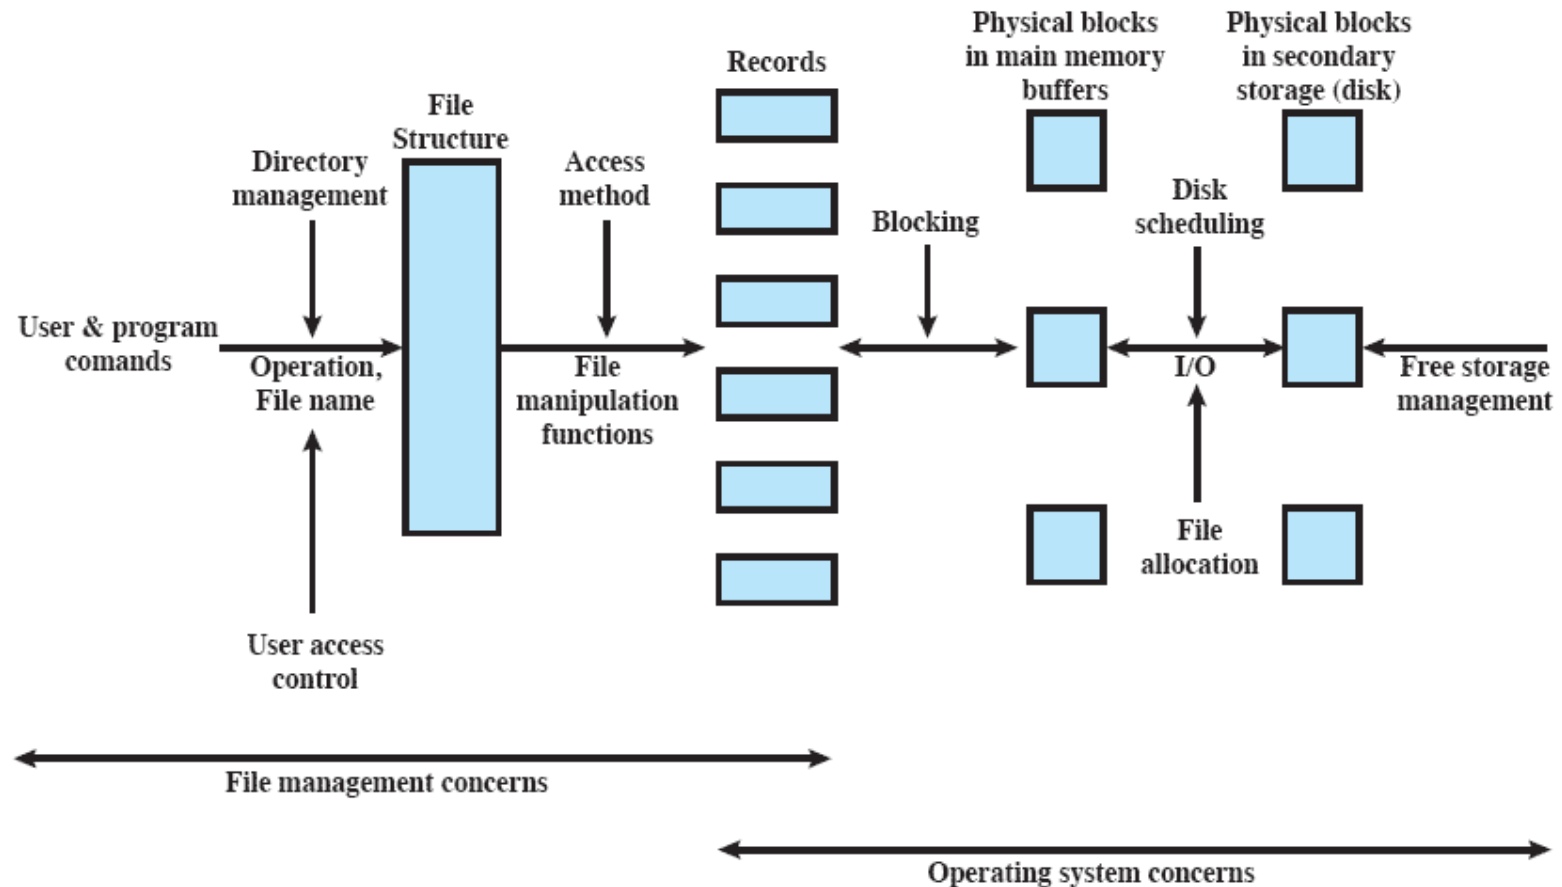 Physical blocks
in main memory
buffers
Physical blocks
in secondary
storage (disk)
Records
File
Structure
Directory
management
Access
method
Disk
scheduling
Blocking
User & program
comands
Operation,
File name
File
manipulation
functions
I/O
Free storage
management
File
allocation
User access
control
File management concerns
Operating system concerns